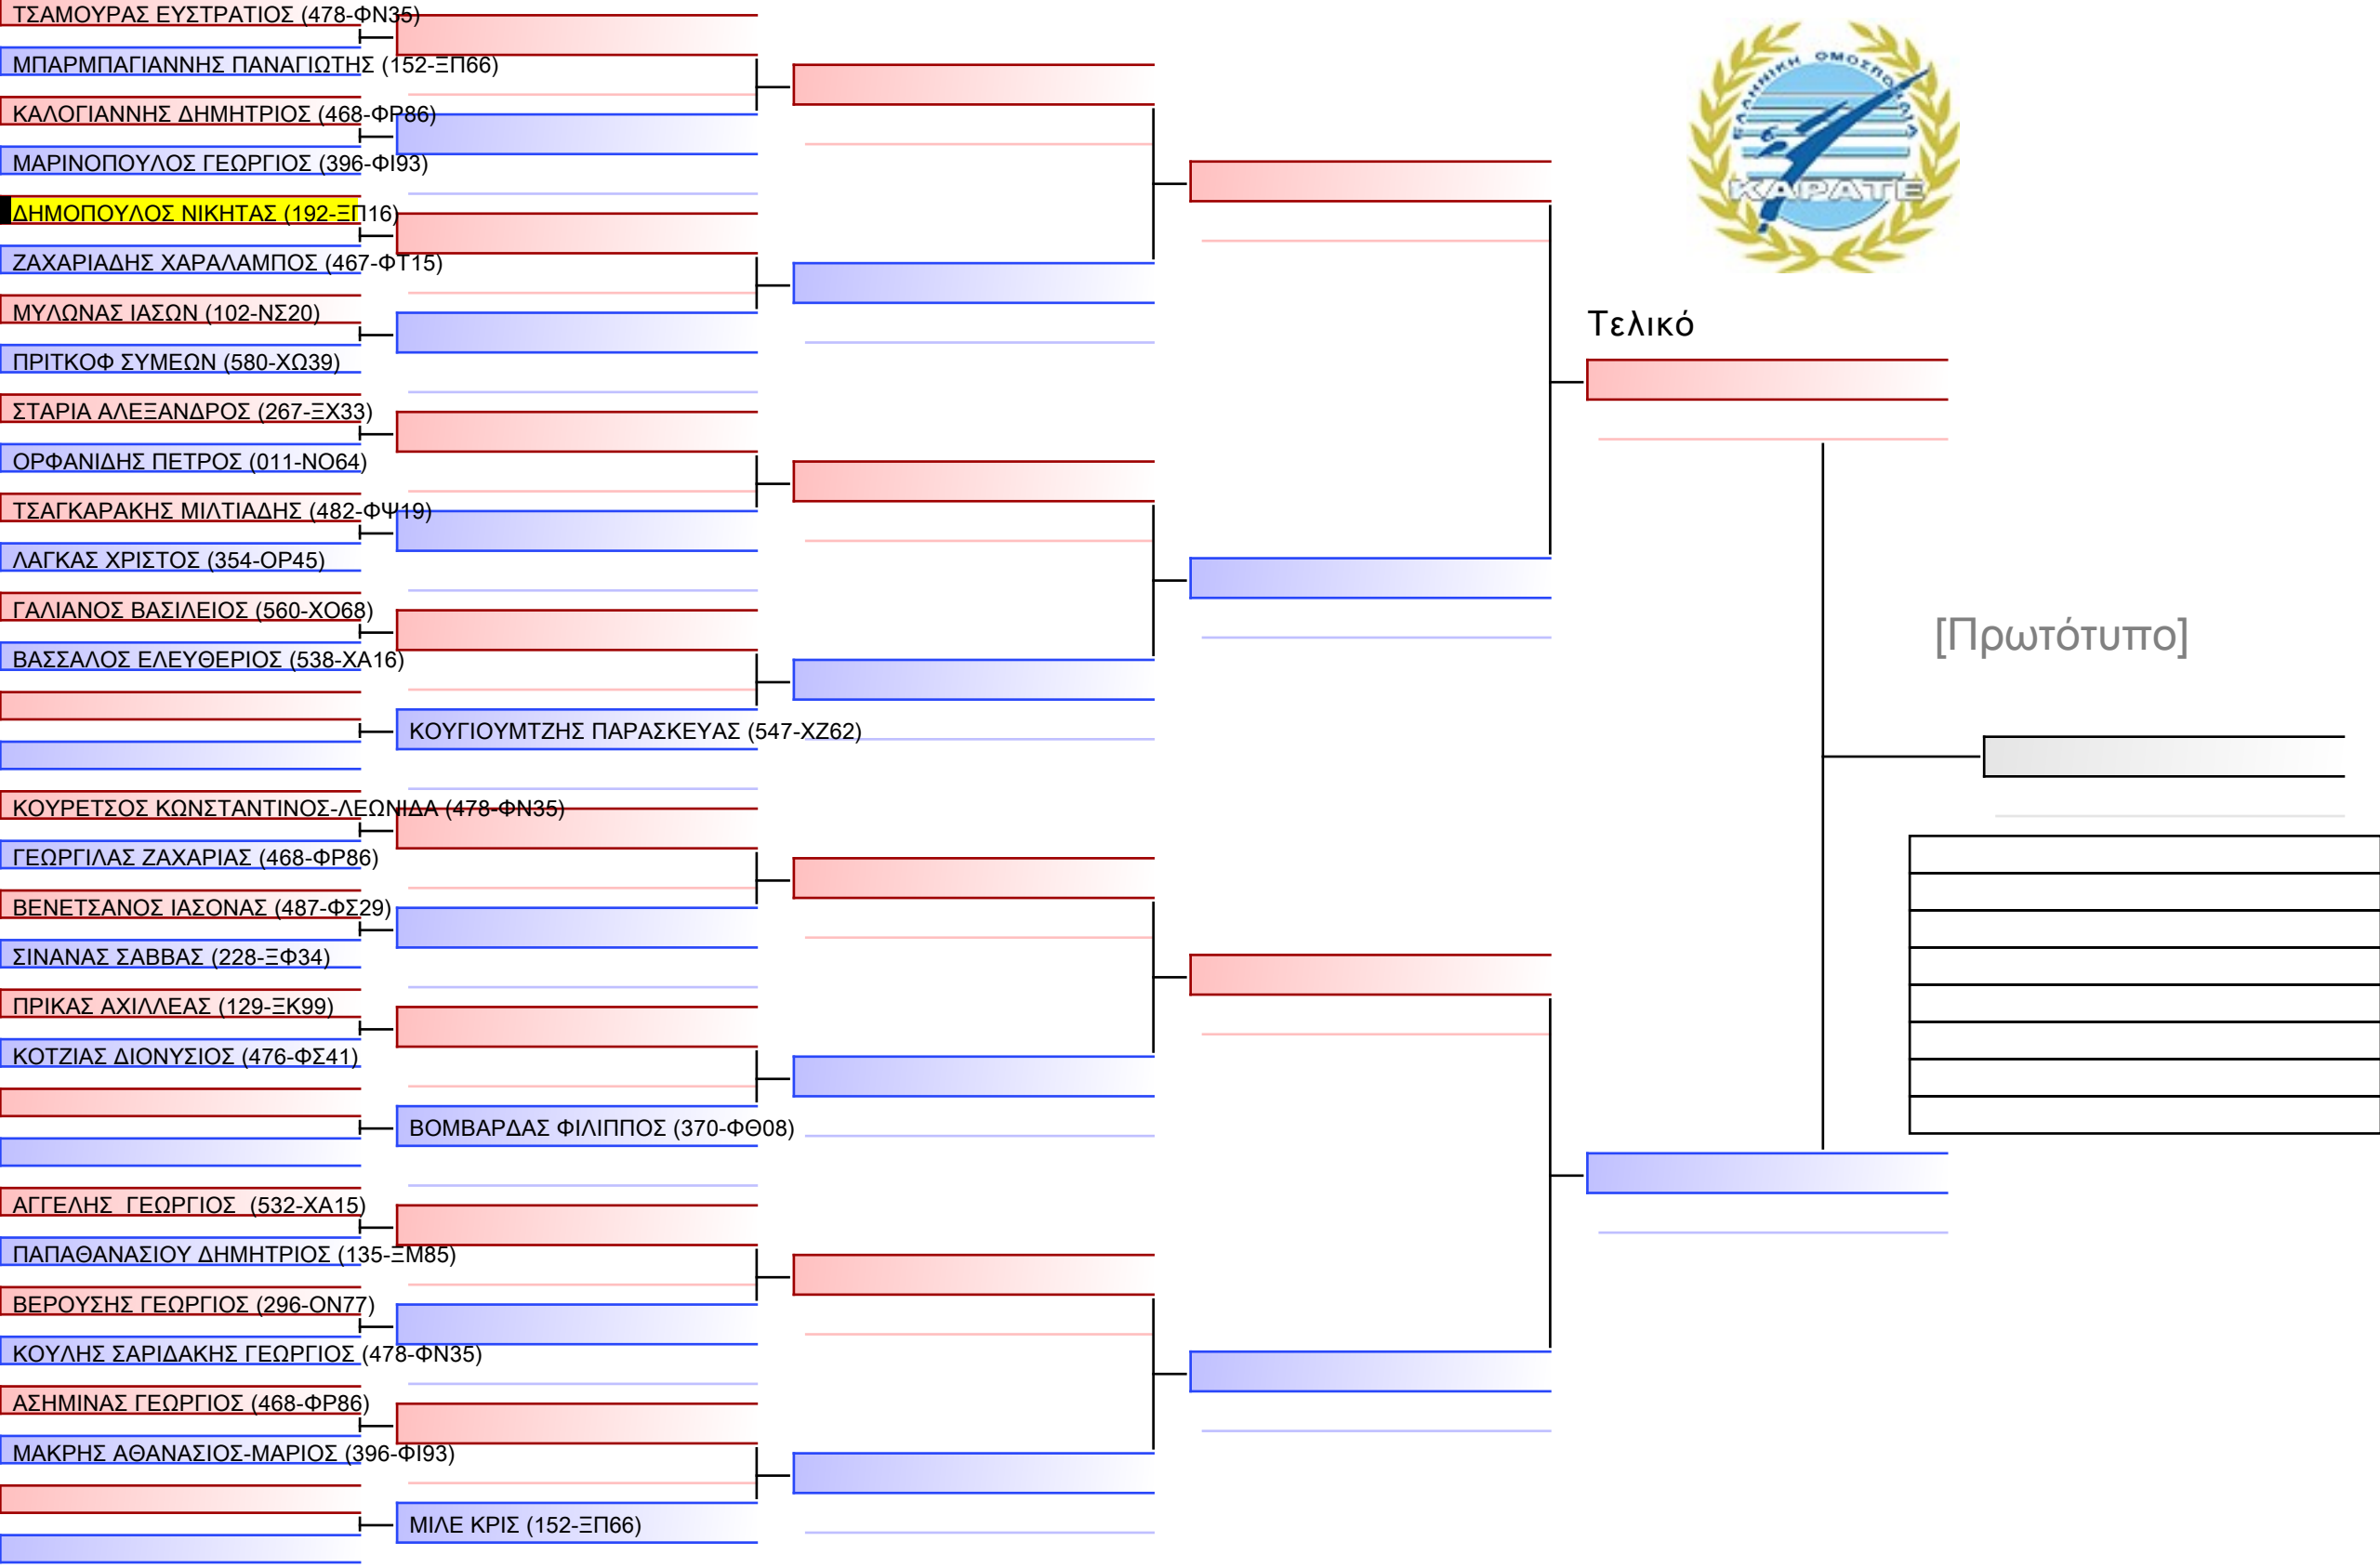 ΤΣΑΜΟΥΡΑΣ ΕΥΣΤΡΑΤΙΟΣ (478-ΦΝ35)
ΜΠΑΡΜΠΑΓΙΑΝΝΗΣ ΠΑΝΑΓΙΩΤΗΣ (152-ΞΠ66)
ΚΑΛΟΓΙΑΝΝΗΣ ΔΗΜΗΤΡΙΟΣ (468-ΦΡ86)
ΜΑΡΙΝΟΠΟΥΛΟΣ ΓΕΩΡΓΙΟΣ (396-ΦΙ93)
ΔΗΜΟΠΟΥΛΟΣ ΝΙΚΗΤΑΣ (192-ΞΠ16)
ΖΑΧΑΡΙΑΔΗΣ ΧΑΡΑΛΑΜΠΟΣ (467-ΦΤ15)
ΜΥΛΩΝΑΣ ΙΑΣΩΝ (102-ΝΣ20)
ΠΡΙΤΚΟΦ ΣΥΜΕΩΝ (580-ΧΩ39)
ΣΤΑΡΙΑ ΑΛΕΞΑΝΔΡΟΣ (267-ΞΧ33)
ΟΡΦΑΝΙΔΗΣ ΠΕΤΡΟΣ (011-ΝΟ64)
ΤΣΑΓΚΑΡΑΚΗΣ ΜΙΛΤΙΑΔΗΣ (482-ΦΨ19)
ΛΑΓΚΑΣ ΧΡΙΣΤΟΣ (354-ΟΡ45)
ΓΑΛΙΑΝΟΣ ΒΑΣΙΛΕΙΟΣ (560-ΧΟ68)
ΒΑΣΣΑΛΟΣ ΕΛΕΥΘΕΡΙΟΣ (538-ΧΑ16)
ΚΟΥΓΙΟΥΜΤΖΗΣ ΠΑΡΑΣΚΕΥΑΣ (547-ΧΖ62)
ΚΟΥΡΕΤΣΟΣ ΚΩΝΣΤΑΝΤΙΝΟΣ-ΛΕΩΝΙΔΑ (478-ΦΝ35)
ΓΕΩΡΓΙΛΑΣ ΖΑΧΑΡΙΑΣ (468-ΦΡ86)
ΒΕΝΕΤΣΑΝΟΣ ΙΑΣΟΝΑΣ (487-ΦΣ29)
ΣΙΝΑΝΑΣ ΣΑΒΒΑΣ (228-ΞΦ34)
ΠΡΙΚΑΣ ΑΧΙΛΛΕΑΣ (129-ΞΚ99)
ΚΟΤΖΙΑΣ ΔΙΟΝΥΣΙΟΣ (476-ΦΣ41)
ΒΟΜΒΑΡΔΑΣ ΦΙΛΙΠΠΟΣ (370-ΦΘ08)
ΑΓΓΕΛΗΣ  ΓΕΩΡΓΙΟΣ  (532-ΧΑ15)
ΠΑΠΑΘΑΝΑΣΙΟΥ ΔΗΜΗΤΡΙΟΣ (135-ΞΜ85)
ΒΕΡΟΥΣΗΣ ΓΕΩΡΓΙΟΣ (296-ΟΝ77)
ΚΟΥΛΗΣ ΣΑΡΙΔΑΚΗΣ ΓΕΩΡΓΙΟΣ (478-ΦΝ35)
ΑΣΗΜΙΝΑΣ ΓΕΩΡΓΙΟΣ (468-ΦΡ86)
ΜΑΚΡΗΣ ΑΘΑΝΑΣΙΟΣ-ΜΑΡΙΟΣ (396-ΦΙ93)
ΜΙΛΕ ΚΡΙΣ (152-ΞΠ66)
ΕΛΛΗΝΙΚΗ ΟΜΟΣΠΟΝΔΙΑ
ΚΑΡΑΤΕ
Τελικό
[Πρωτότυπο]